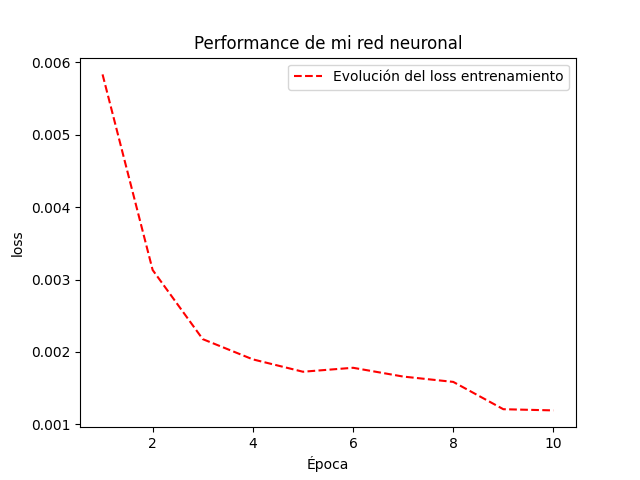 Performance de mi red neuronal
Evolución del loss entrenamiento
0.006
0.005
0.004
0.003
0.002
0.001
loss
2 4 6 8 10
Época